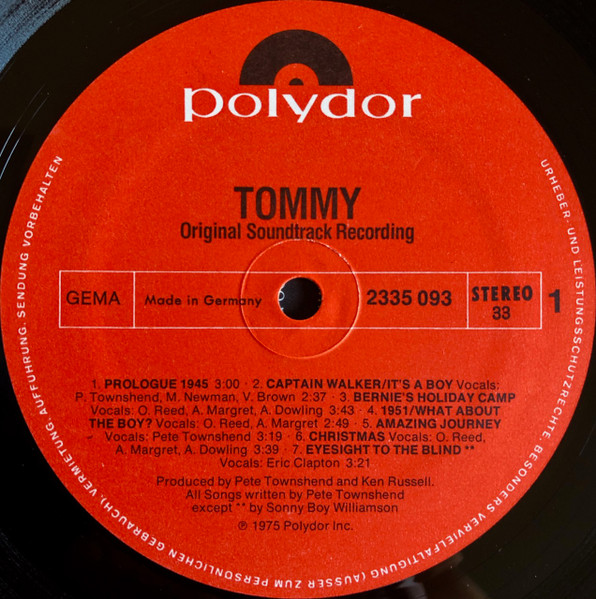 polydor
TOMMY
Original Soundtrack Recording
GEMA Made in Germany 2335 093 STEREO 33 1
1. PROLOGUE 1945 3:00 · 2. CAPTAIN WALKER/IT'S A BOY Vocals:
P. Townshend, M. Newman, V. Brown 2:37 · 3. BERNIE'S HOLIDAY CAMP
Vocals: O. Reed, A. Margret, A. Dowling 3:43 · 4. 1951/WHAT ABOUT
THE BOY? Vocals: O. Reed, A. Margret 2:49 · 5. AMAZING JOURNEY
Vocals: Pete Townshend 3:19 · 6. CHRISTMAS Vocals: O. Reed,
A. Margret, A. Dowling 3:39 · 7. EYESIGHT TO THE BLIND **
Vocals: Eric Clapton 3:21
Produced by Pete Townshend and Ken Russell.
All Songs written by Pete Townshend
except ** by Sonny Boy Williamson
℗ 1975 Polydor Inc.
URHEBER- UND LEISTUNGSSCHUTZRECHTE, BESONDERS VERVIELFÄLTIGUNG (AUSSER ZUM PERSÖNLICHEN GEBRAUCH), VERMIETUNG, AUFFÜHRUNG, SENDUNG VORBEHALTEN